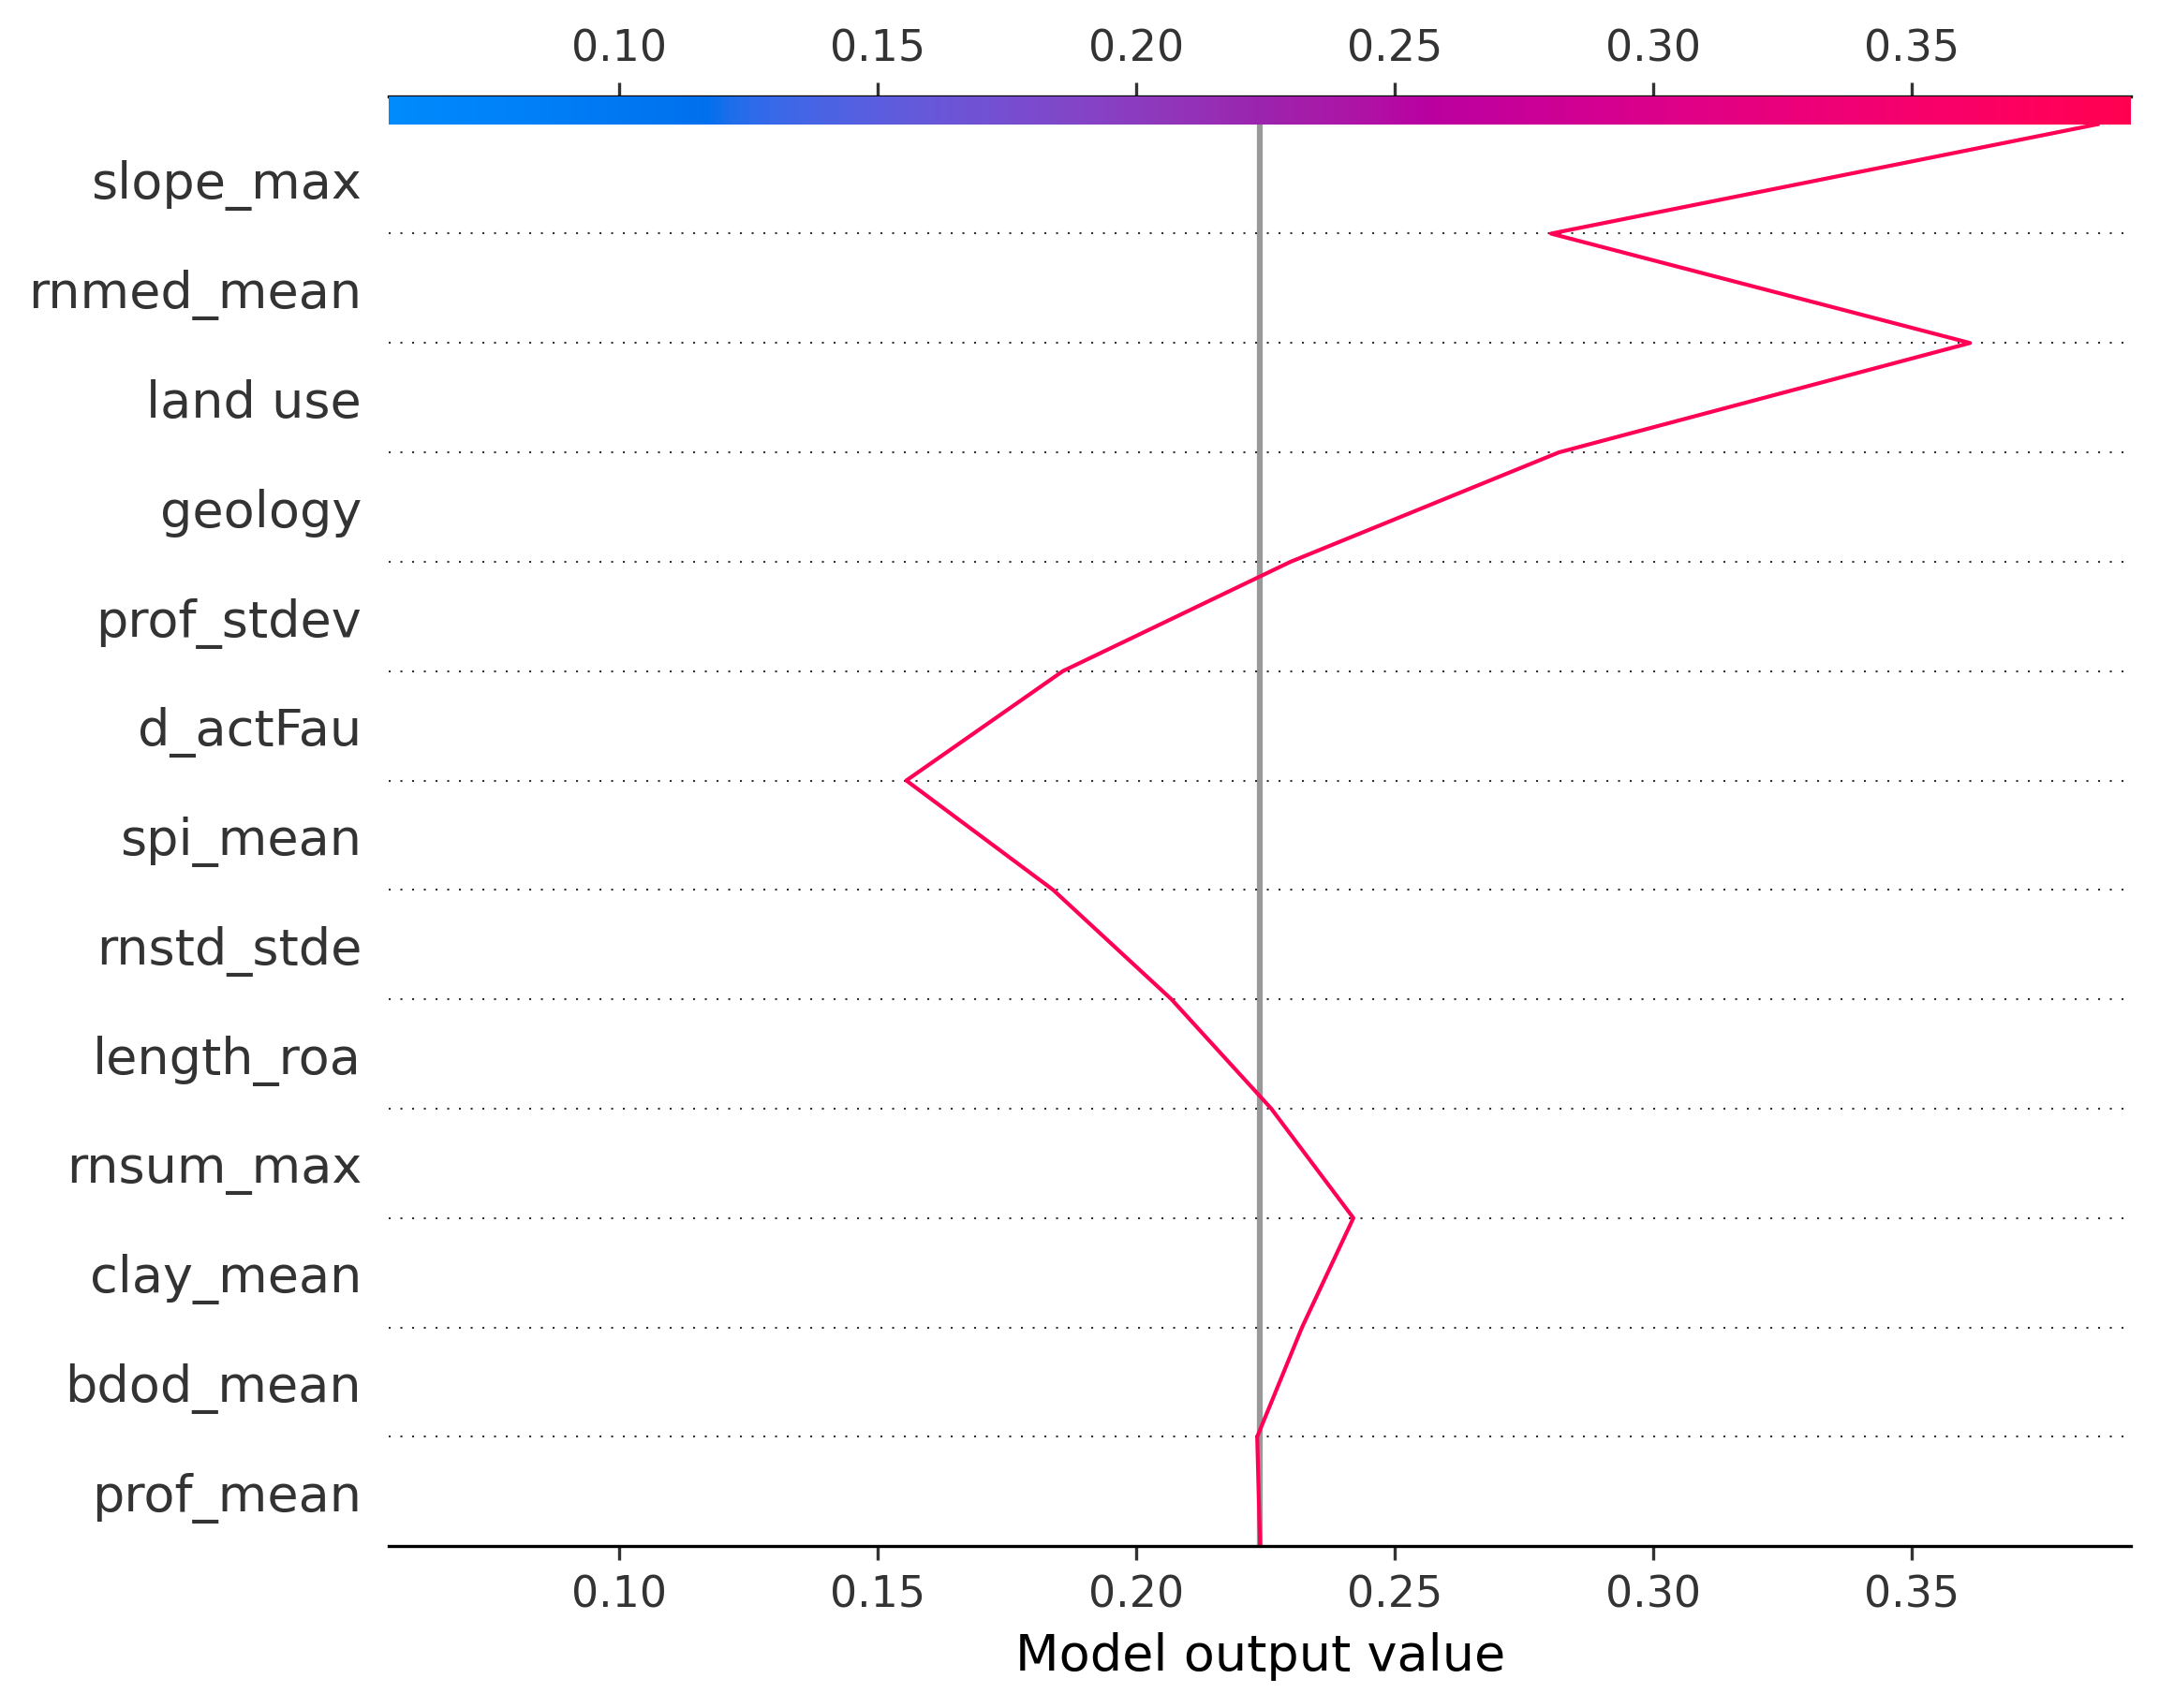 0.10 0.15 0.20 0.25 0.30 0.35
slope_max
rnmed_mean
land use
geology
prof_stdev
d_actFau
spi_mean
rnstd_stde
length_roa
rnsum_max
clay_mean
bdod_mean
prof_mean
0.10 0.15 0.20 0.25 0.30 0.35
Model output value